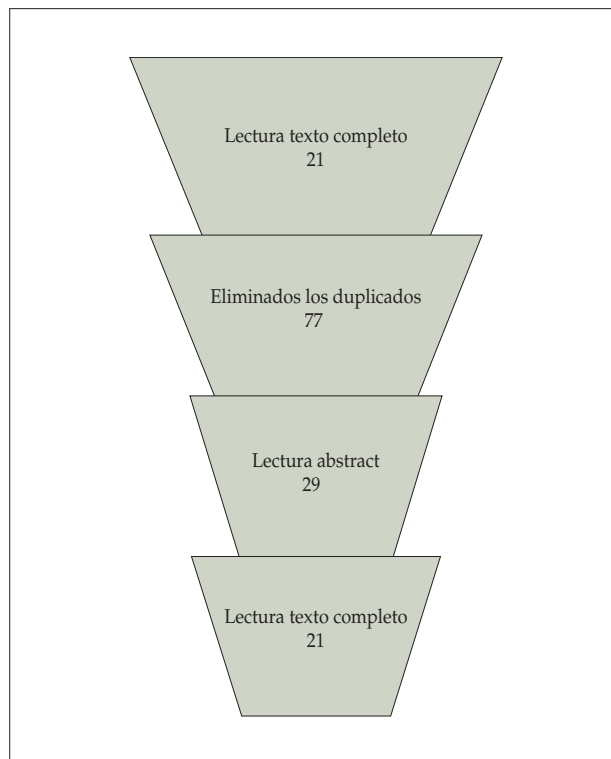 Lectura texto completo
21
Eliminados los duplicados
77
Lectura abstract
29
Lectura texto completo
21